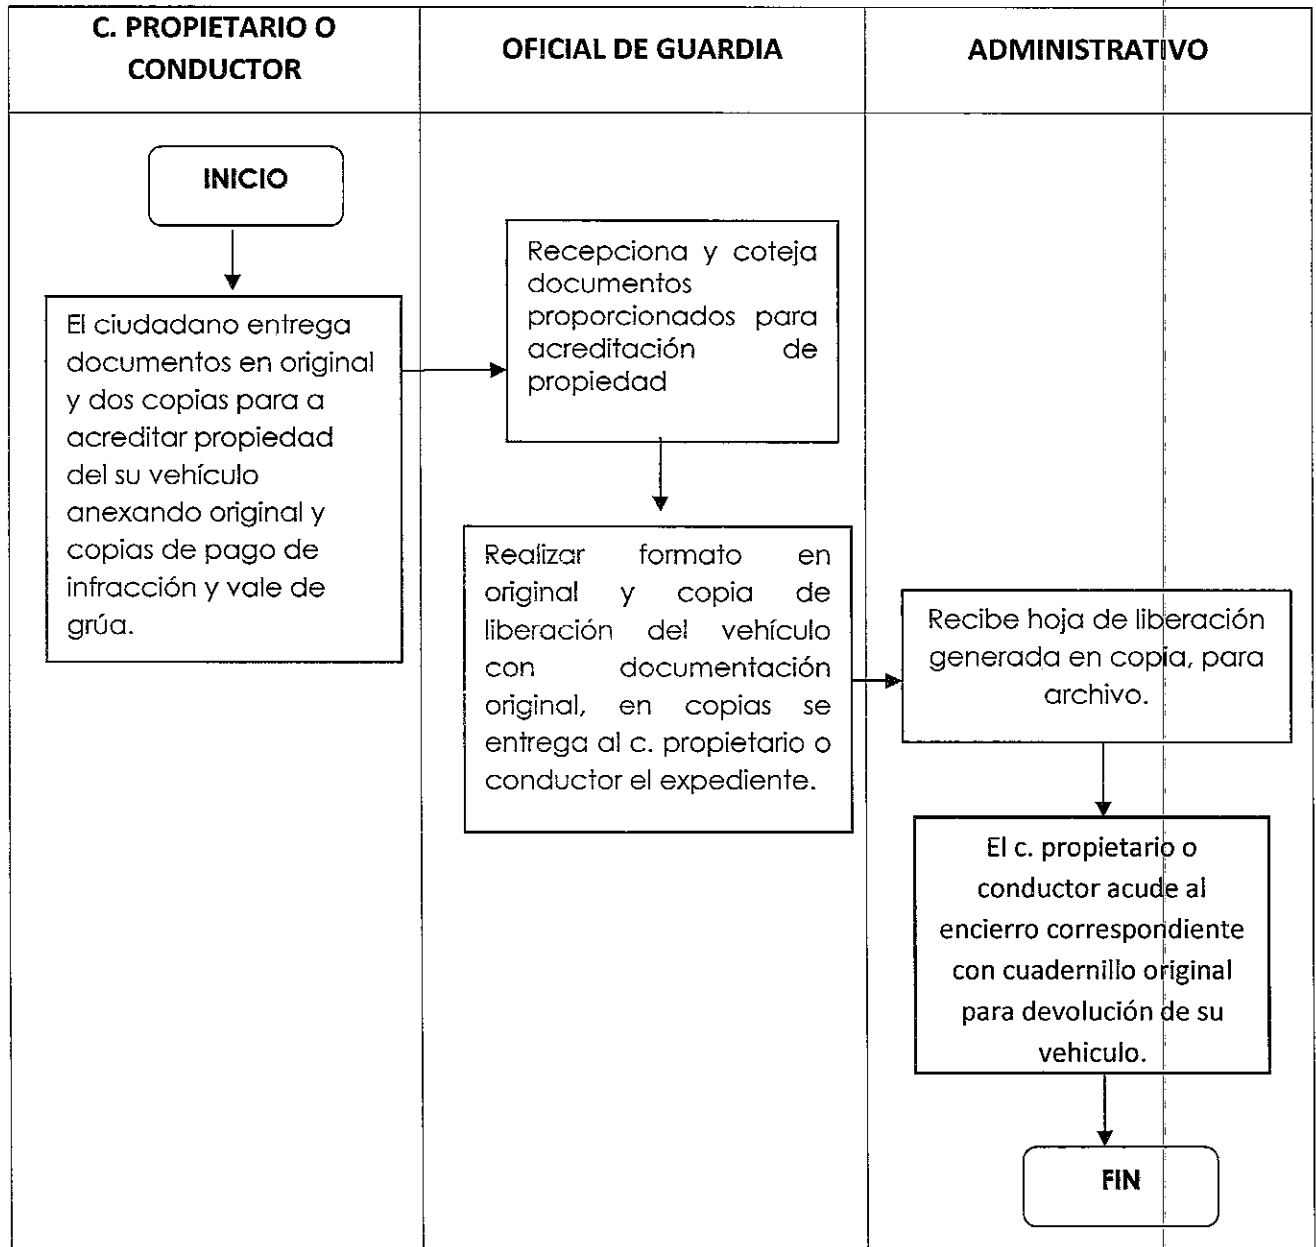 C. PROPIETARIO O
CONDUCTOR
OFICIAL DE GUARDIA
ADMINISTRATIVO
INICIO
El ciudadano entrega
documentos en original
y dos copias para a
acreditar propiedad
del su vehículo
anexando original y
copias de pago de
infracción y vale de
grúa.
Recepciona y coteja
documentos
proporcionados para
acreditación de
propiedad
Realizar formato en
original y copia de
liberación del vehículo
con documentación
original, en copias se
entrega al c. propietario o
conductor el expediente.
Recibe hoja de liberación
generada en copia, para
archivo.
El c. propietario o
conductor acude al
encierro correspondiente
con cuadernillo original
para devolución de su
vehiculo.
FIN